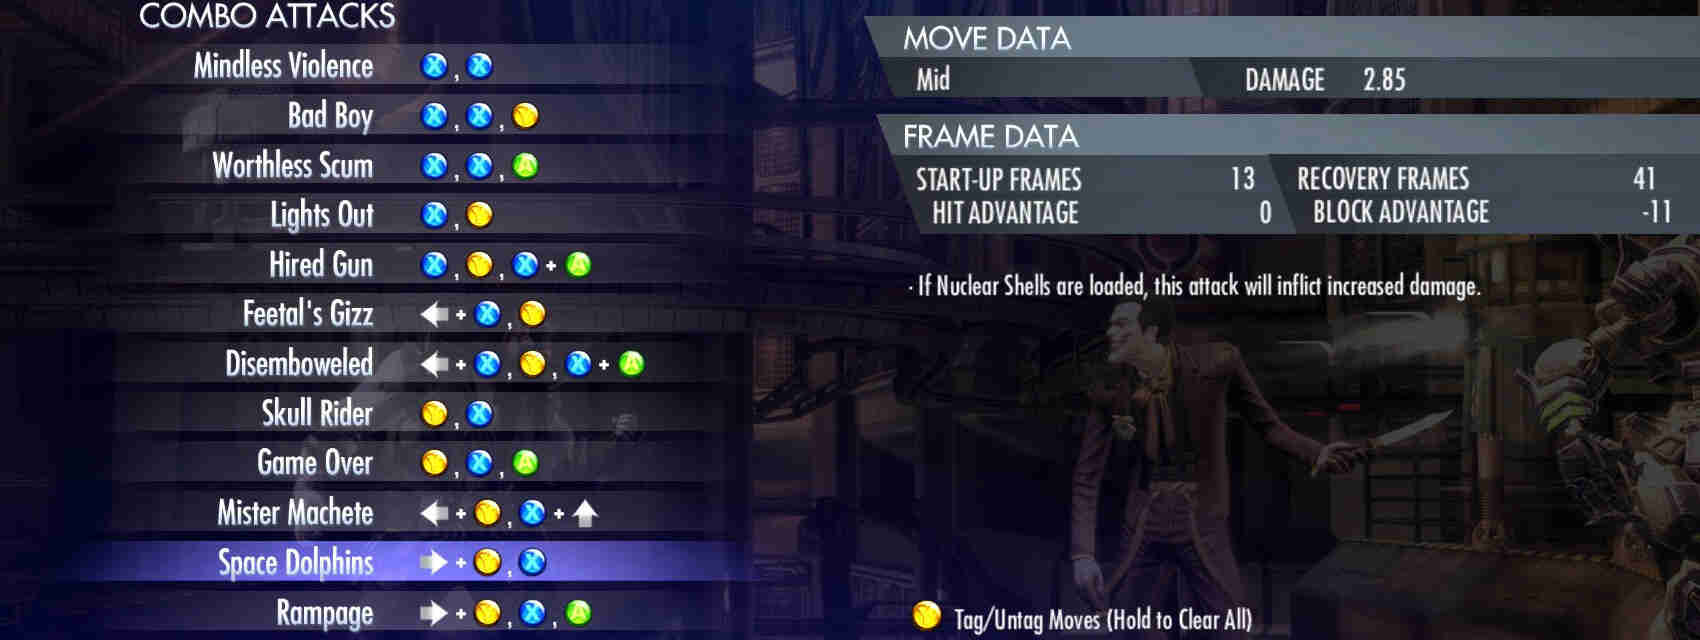 COMBO ATTACKS
Mindless Violence X, X
Bad Boy X, X, Y
Worthless Scum X, X, A
Lights Out X, Y
Hired Gun X, Y, X + A
Feetal's Gizz ← + X, Y
Disemboweled ← + X, Y, X + A
Skull Rider Y, X
Game Over Y, X, A
Mister Machete ← + Y, X + ↑
Space Dolphins → + Y, X
Rampage → + Y, X, A
MOVE DATA
Mid DAMAGE 2.85
FRAME DATA
START-UP FRAMES 13 RECOVERY FRAMES 41
HIT ADVANTAGE 0 BLOCK ADVANTAGE -11
· If Nuclear Shells are loaded, this attack will inflict increased damage.
Y Tag/Untag Moves (Hold to Clear All)